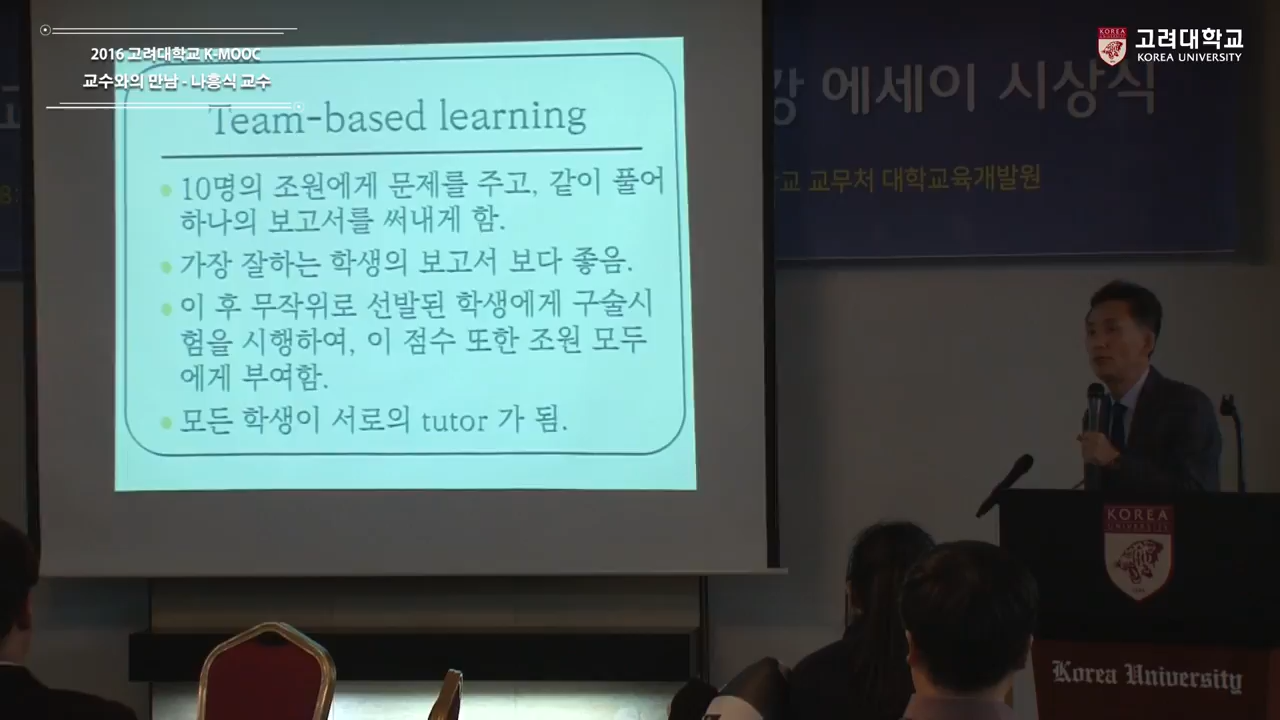 2016 고려대학교 K-MOOC
교수와의 만남 - 나흥식 교수
KOREA
고려대학교
KOREA UNIVERSITY
강 에세이 시상식
교무처 대학교육개발원
Team-based learning
10명의 조원에게 문제를 주고, 같이 풀어
하나의 보고서를 써내게 함.
가장 잘하는 학생의 보고서 보다 좋음.
이 후 무작위로 선발된 학생에게 구술시
험을 시행하여, 이 점수 또한 조원 모두
에게 부여함.
모든 학생이 서로의 tutor 가 됨.
KOREA
UNIVERSITY
Korea University